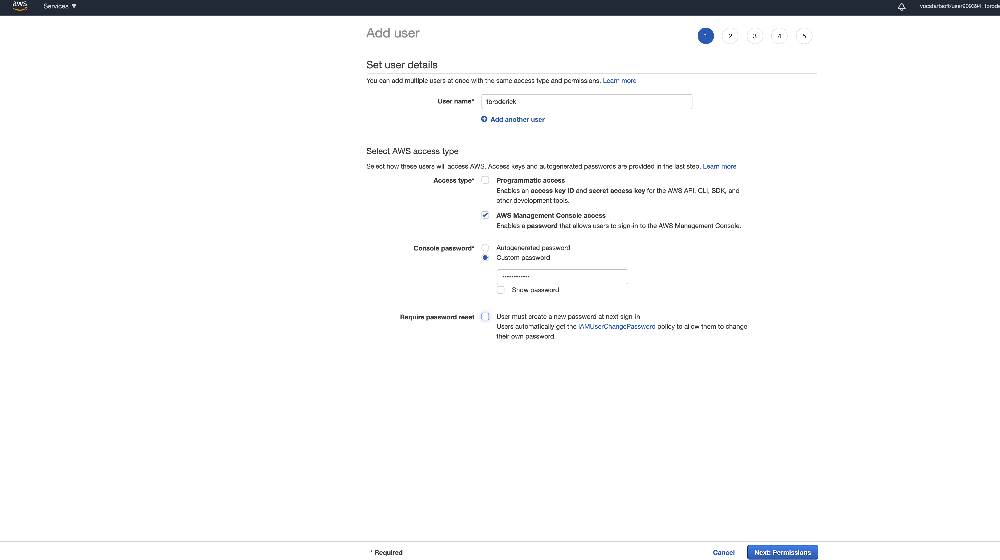 aws
Services
vocstartsoft/user909394=tbrode
Add user
1
2
3
4
5
Set user details
You can add multiple users at once with the same access type and permissions. Learn more
User name*
tbroderick
Add another user
Select AWS access type
Select how these users will access AWS. Access keys and autogenerated passwords are provided in the last step. Learn more
Access type*
Programmatic access
Enables an access key ID and secret access key for the AWS API, CLI, SDK, and
other development tools.
AWS Management Console access
Enables a password that allows users to sign-in to the AWS Management Console.
Console password*
Autogenerated password
Custom password
••••••••••••
Show password
Require password reset
User must create a new password at next sign-in
Users automatically get the IAMUserChangePassword policy to allow them to change
their own password.
* Required
Cancel
Next: Permissions